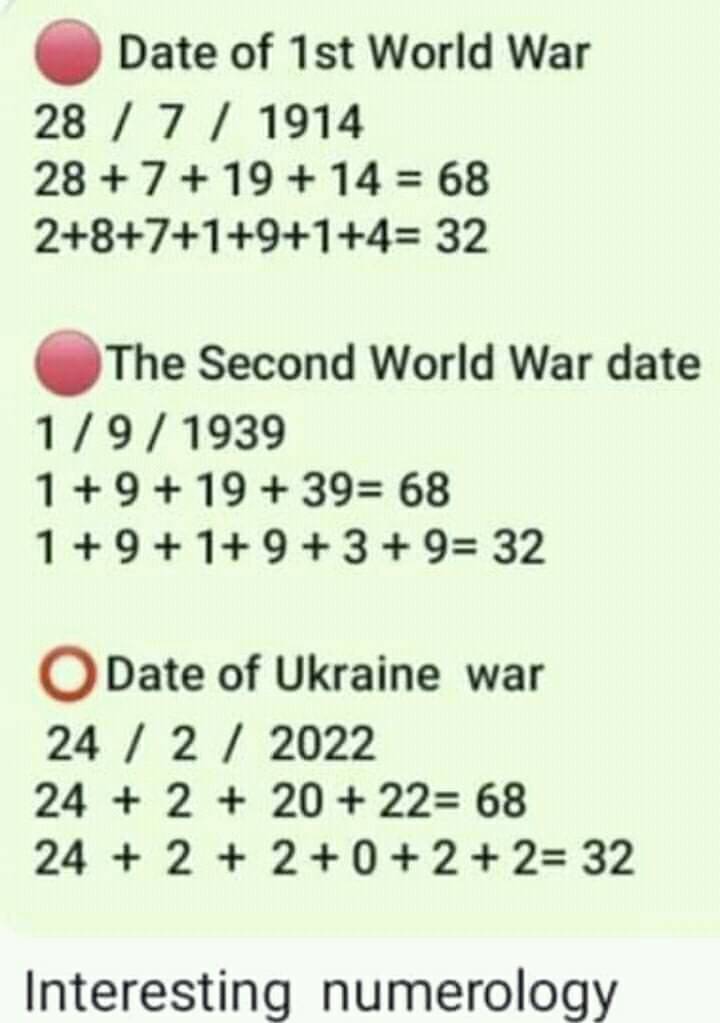 Date of 1st World War
28 / 7 / 1914
28 + 7 + 19 + 14 = 68
2+8+7+1+9+1+4= 32
The Second World War date
1 / 9 / 1939
1 + 9 + 19 + 39= 68
1 + 9 + 1+ 9 + 3 + 9= 32
Date of Ukraine war
24 / 2 / 2022
24 + 2 + 20 + 22= 68
24 + 2 + 2 + 0 + 2 + 2= 32
Interesting numerology